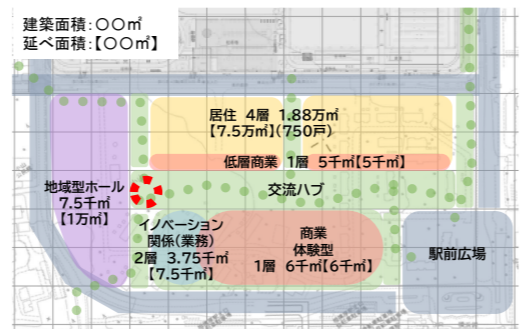 建築面積:〇〇㎡
延べ面積:【〇〇㎡】
居住 4層 1.88万㎡
【7.5万㎡】(750戸)
低層商業 1層 5千㎡【5千㎡】
地域型ホール
7.5千㎡
【1万㎡】
交流ハブ
イノベーション
関係(業務)
2層 3.75千㎡
【7.5千㎡】
商業
体験型
1層 6千㎡【6千㎡】
駅前広場